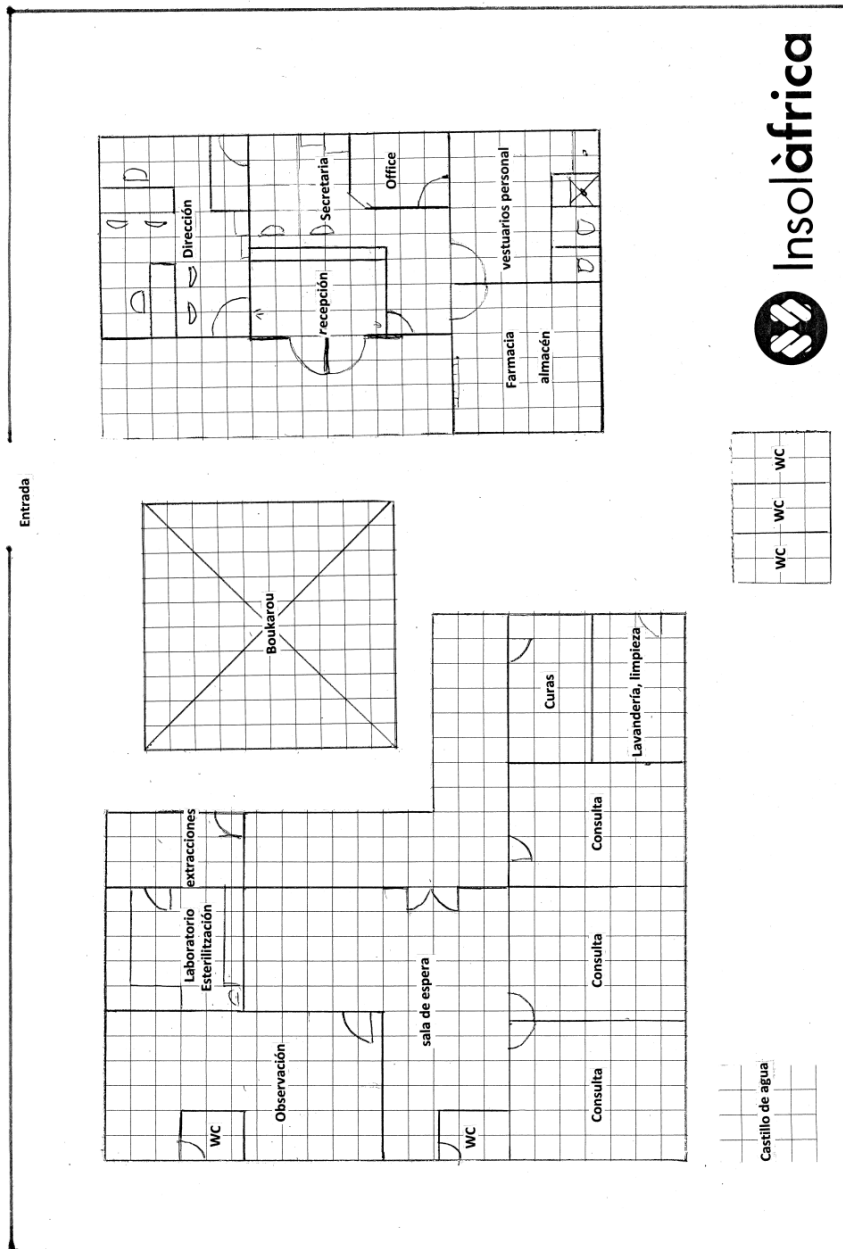 Entrada
Dirección
Secretaria
Office
recepción
vestuarios personal
Farmacia
almacén
Boukarou
extracciones
Laboratorio
Esterilitzación
Observación
WC
sala de espera
WC
Curas
Lavandería, limpieza
Consulta
Consulta
Consulta
WC
WC
WC
Castillo de agua
Insolàfrica